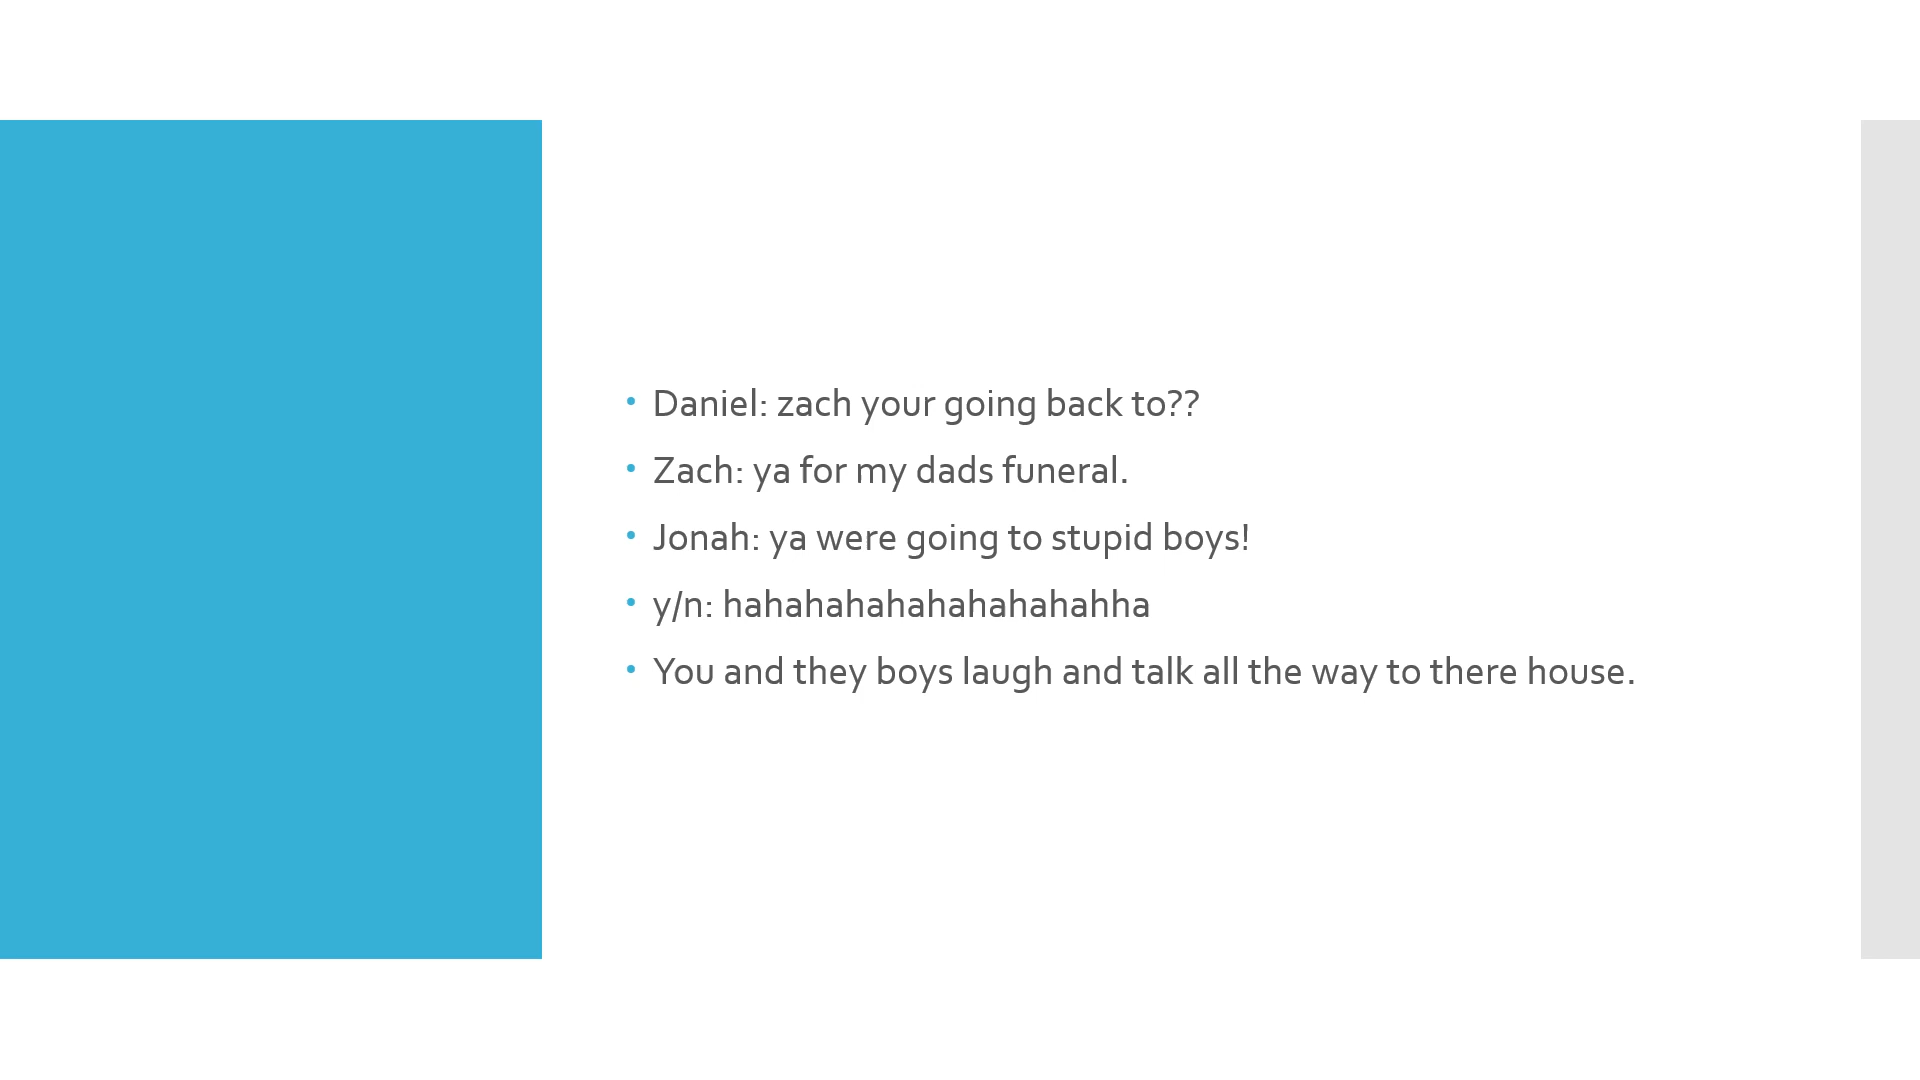 • Daniel: zach your going back to??
• Zach: ya for my dads funeral.
• Jonah: ya were going to stupid boys!
• y/n: hahahahahahahahahahha
• You and they boys laugh and talk all the way to there house.